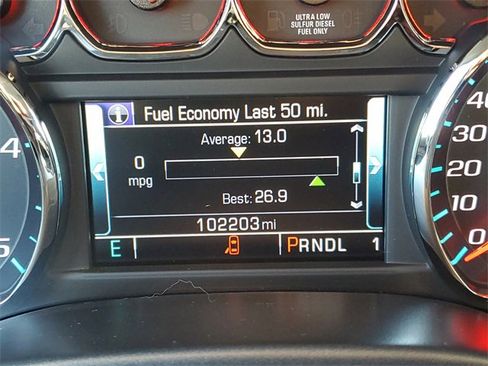 ULTRA LOW
SULFUR DIESEL
FUEL ONLY
Fuel Economy Last 50 mi.
Average: 13.0
0
mpg
Best: 26.9
102203 mi
E PRNDL 1
4
5
40
30
20
10
0